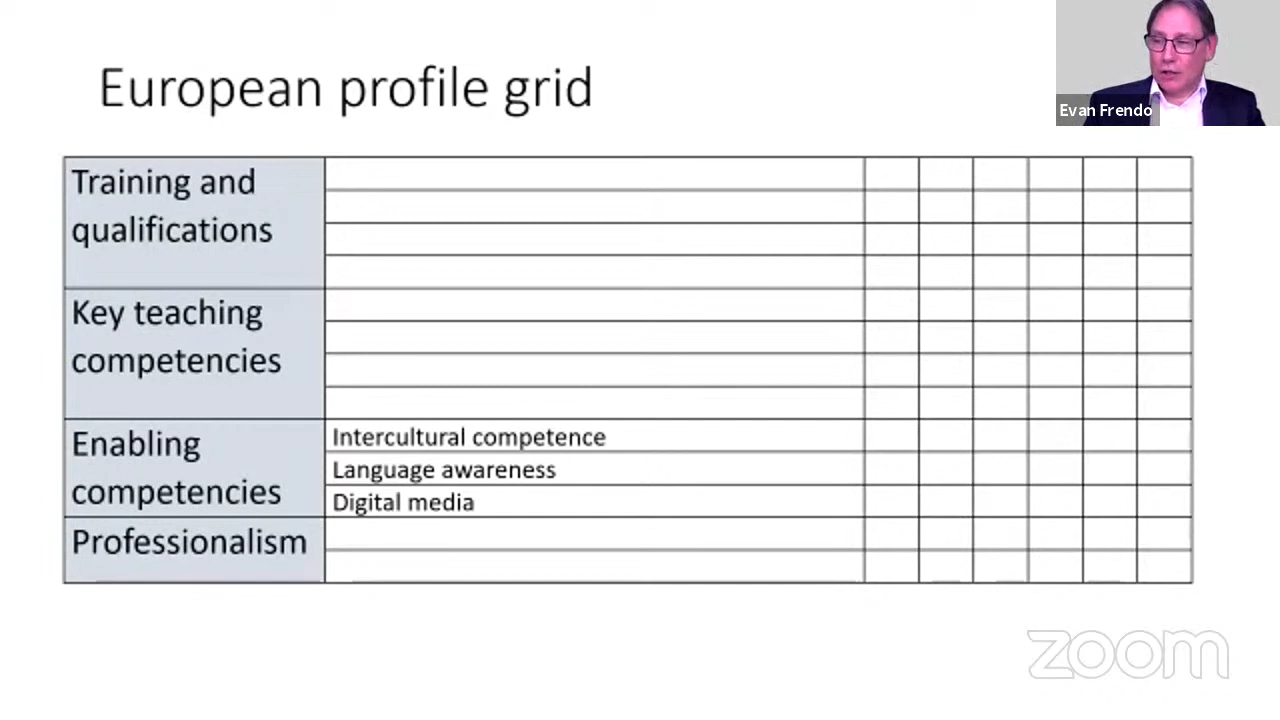 European profile grid
Evan Frendo
Training and
qualifications
Key teaching
competencies
Enabling
competencies
Intercultural competence
Language awareness
Digital media
Professionalism
zoom